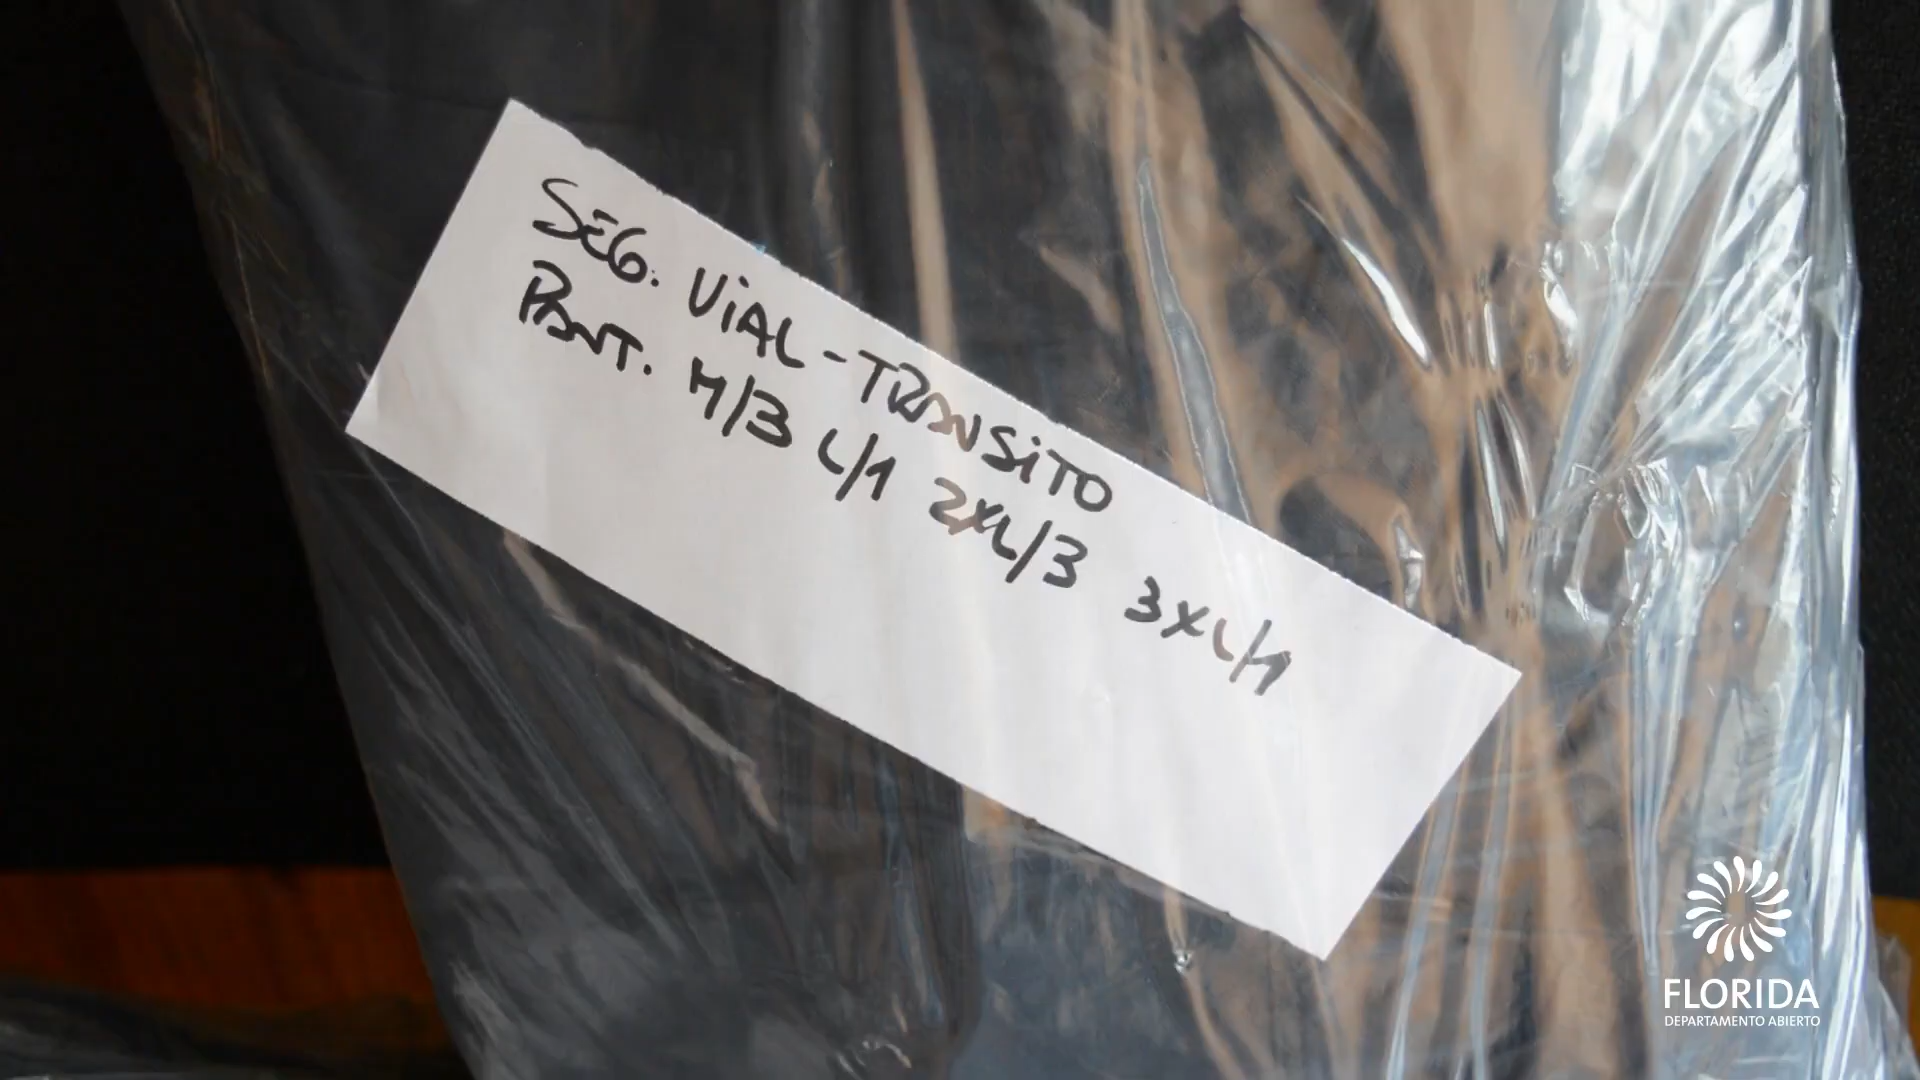 SEG. ViAL - TRANSiTO
PANT. M/3 L/1 2XL/3 3XL/1
FLORIDA
DEPARTAMENTO ABIERTO